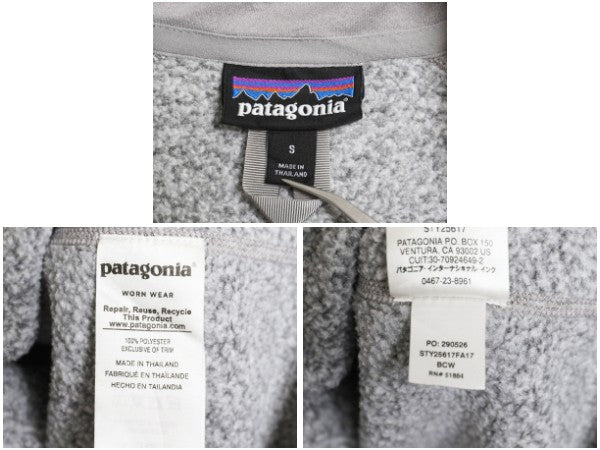 patagonia®
S
MADE IN
THAILAND
patagonia®
WORN WEAR
Repair, Reuse, Recycle
This Product
www.patagonia.com
100% POLYESTER
EXCLUSIVE OF TRIM
MADE IN THAILAND
FABRIQUÉ EN THAÏLANDE
HECHO EN TAILANDIA
STY25617
PATAGONIA P.O. BOX 150
VENTURA, CA 93002 US
CUIT:30-70924649-2
パタゴニア・インターナショナル・インク
0467-23-8961
PO: 290526
STY25617FA17
BCW
RN# 51884